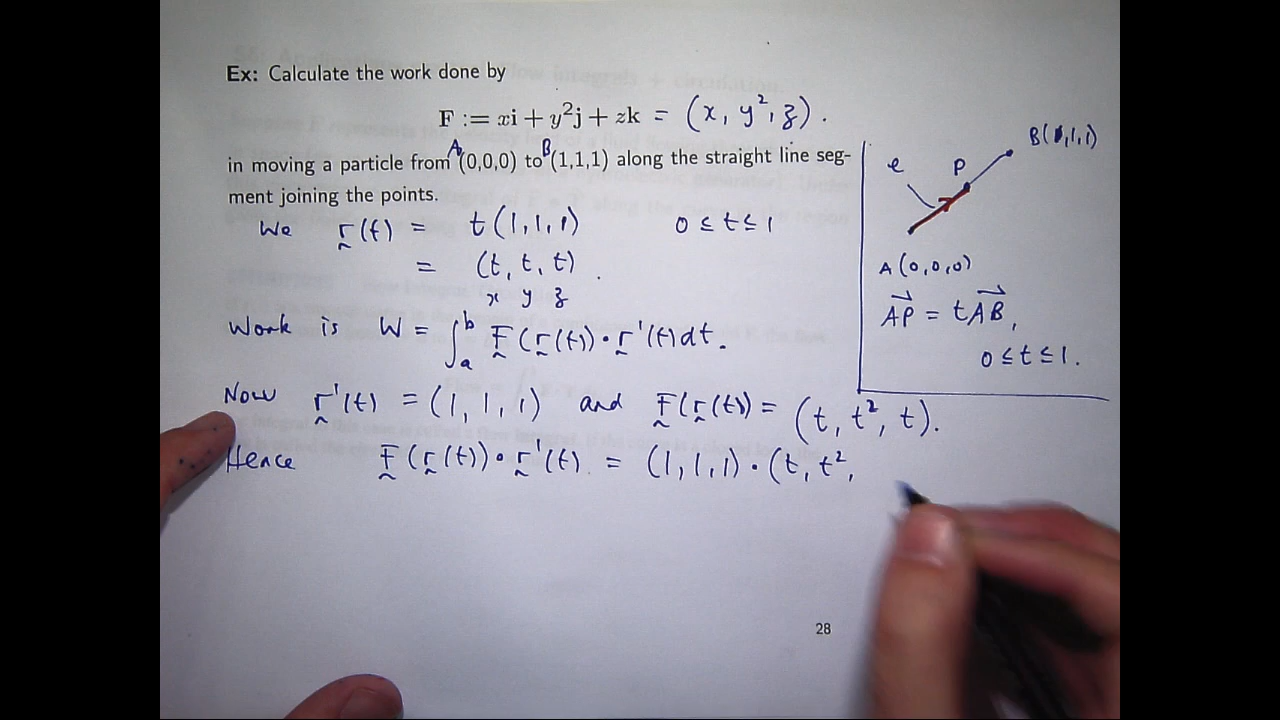 Ex: Calculate the work done by
F := xi + y²j + zk = (x, y², z).
in moving a particle from A(0,0,0) to B(1,1,1) along the straight line seg-
ment joining the points.
We r(t) = t(1,1,1) 0 ≤ t ≤ 1
= (t, t, t).
x y z
Work is W = ∫ₐᵇ F(r(t)) · r'(t) dt.
Now r'(t) = (1, 1, 1) and F(r(t)) = (t, t², t).
Hence F(r(t)) · r'(t) = (1,1,1) · (t, t²,
B(1,1,1)
e P
A(0,0,0)
AP = tAB,
0 ≤ t ≤ 1.
28